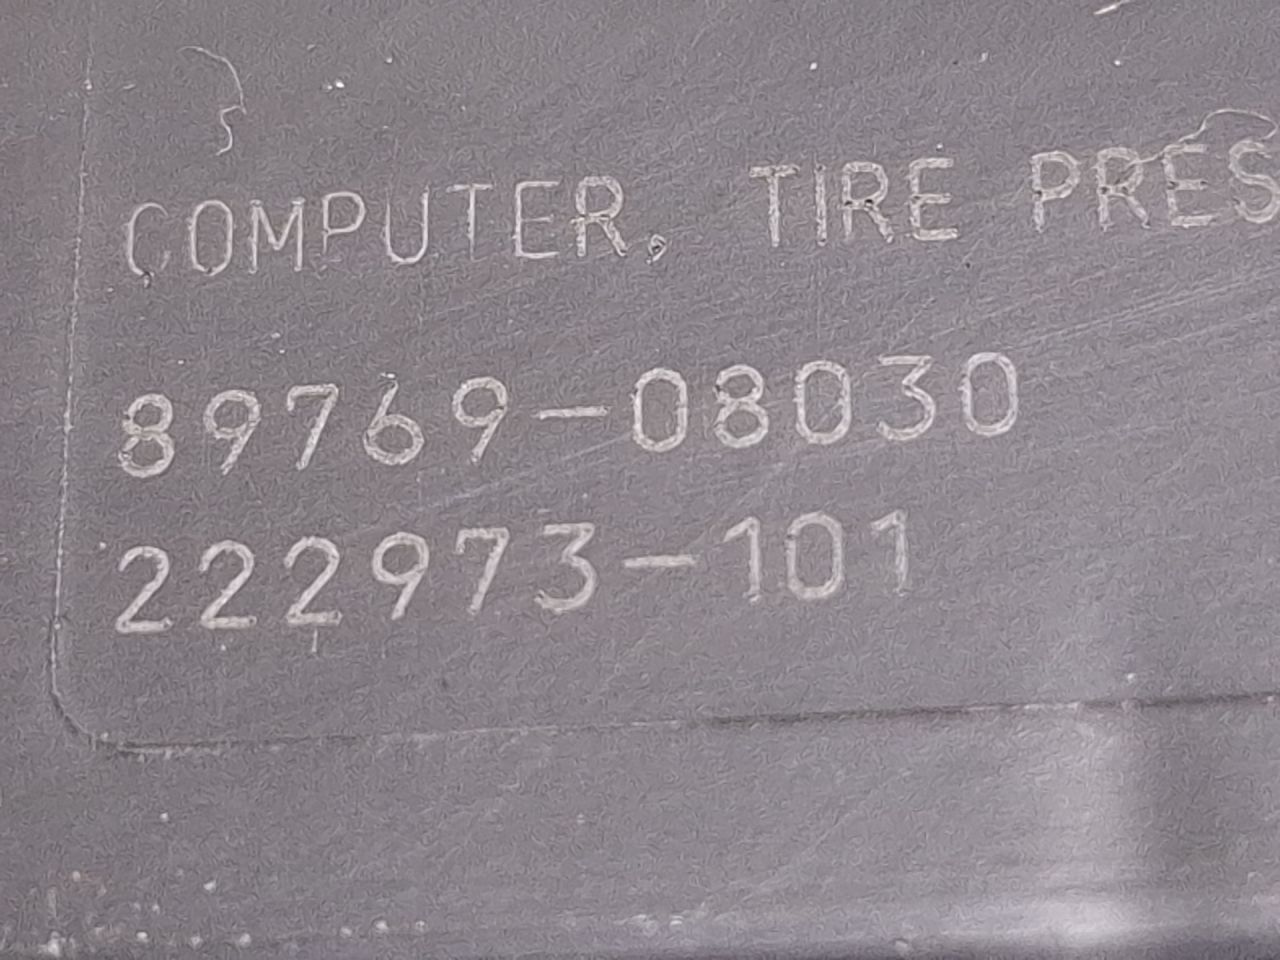 COMPUTER, TIRE PRES
89769-08030
222973-101